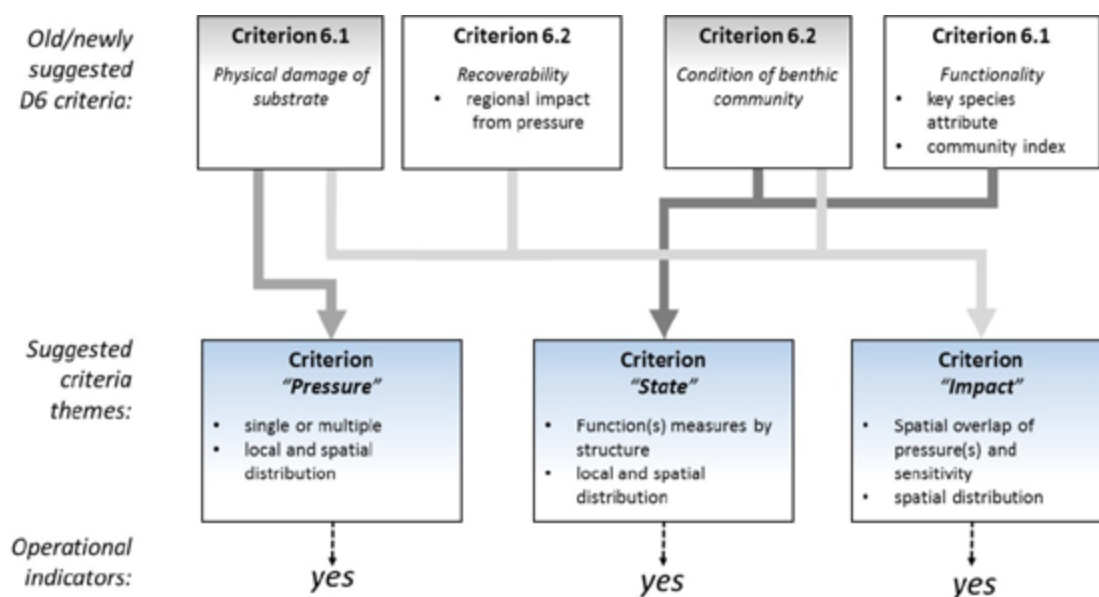 Old/newly
suggested
D6 criteria:
Criterion 6.1
Physical damage of
substrate
Criterion 6.2
Recoverability
• regional impact
from pressure
Criterion 6.2
Condition of benthic
community
Criterion 6.1
Functionality
• key species
attribute
• community index
Suggested
criteria
themes:
Criterion
“Pressure”
• single or multiple
• local and spatial
distribution
Criterion
“State”
• Function(s) measures by
structure
• local and spatial
distribution
Criterion
“Impact”
• Spatial overlap of
pressure(s) and
sensitivity
• spatial distribution
Operational
indicators:
yes
yes
yes